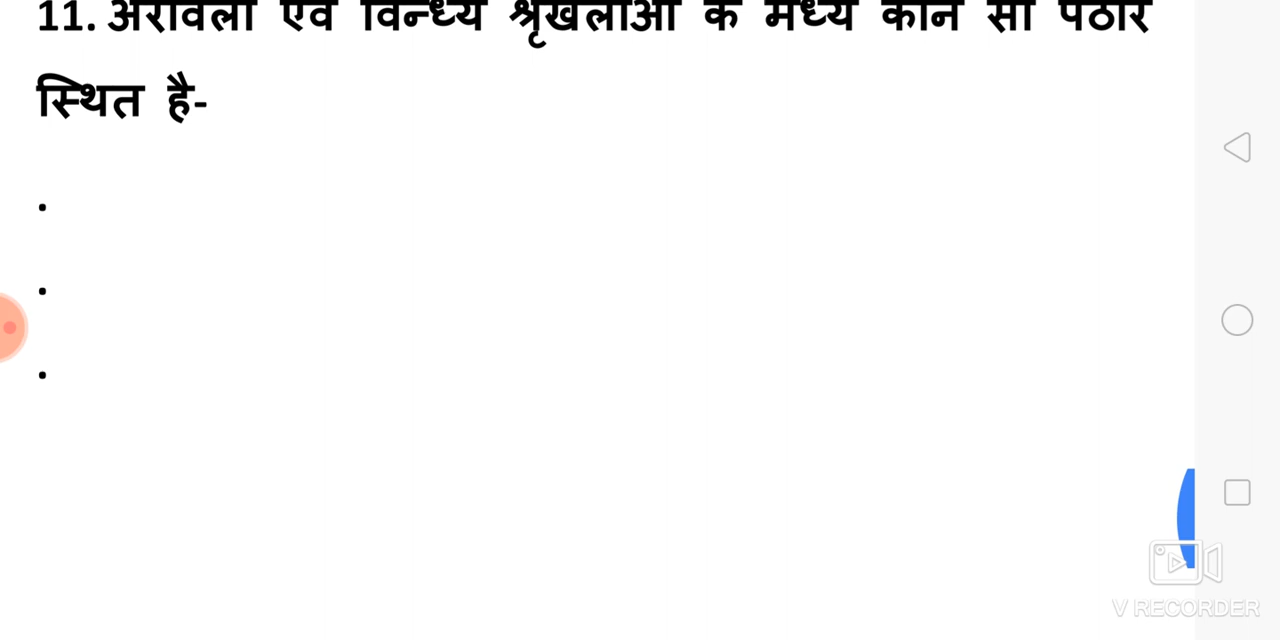 11. अरावली एवं विन्ध्य श्रृंखलाओं के मध्य कौन सा पठार
स्थित है-
.
.
.
V RECORDER